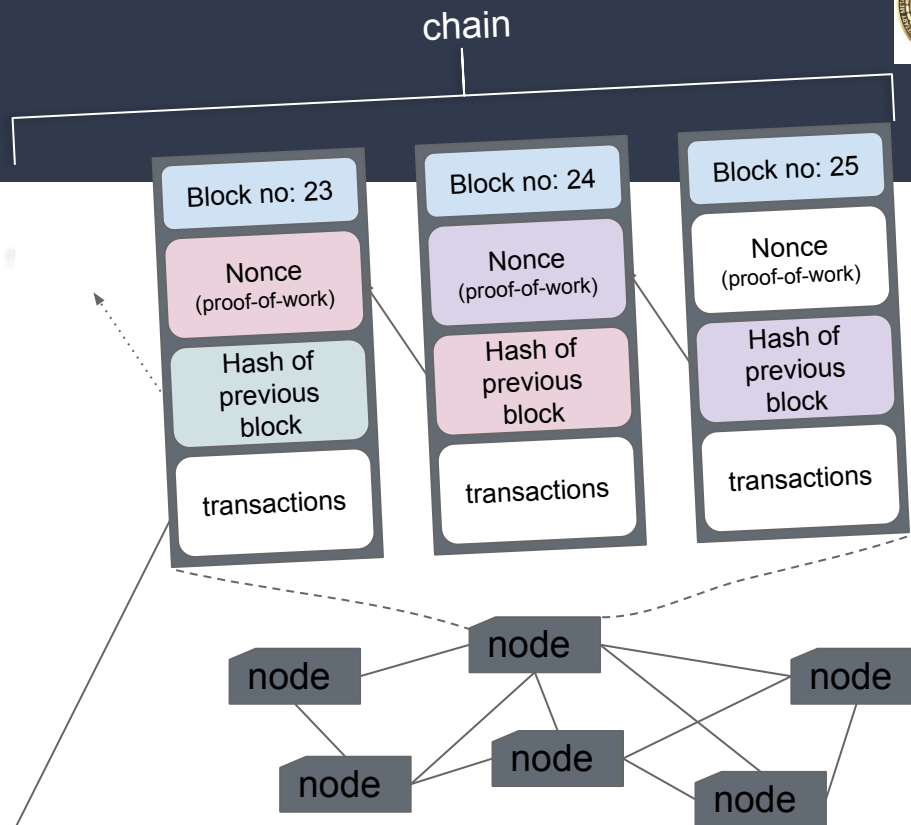 chain
Block no: 23
Nonce
(proof-of-work)
Hash of
previous
block
transactions
Block no: 24
Nonce
(proof-of-work)
Hash of
previous
block
transactions
Block no: 25
Nonce
(proof-of-work)
Hash of
previous
block
transactions
node
node
node
node
node
node